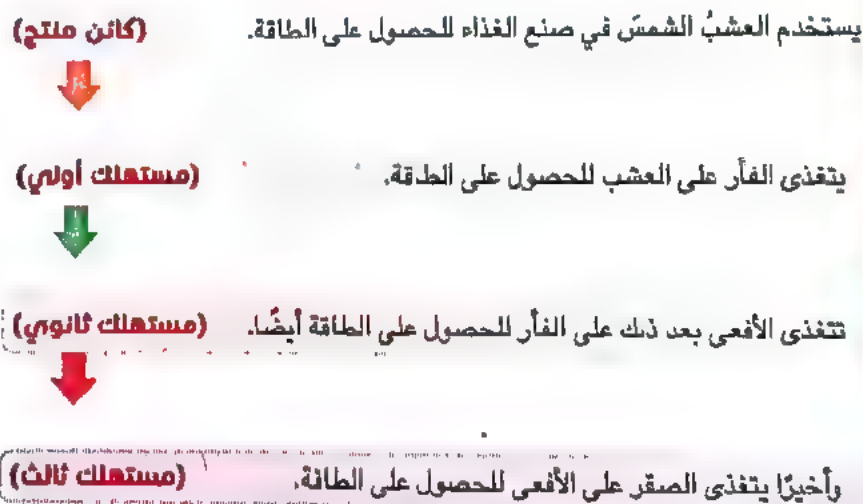 يستخدم العشبُ الشمسَ في صنع الغذاء للحصول على الطاقة. (كائن منتج)
يتغذى الفأر على العشب للحصول على الطاقة. (مستهلك أولي)
تتغذى الأفعى بعد ذلك على الفأر للحصول على الطاقة أيضًا. (مستهلك ثانوي)
وأخيرًا يتغذى الصقر على الأفعى للحصول على الطاقة. (مستهلك ثالث)